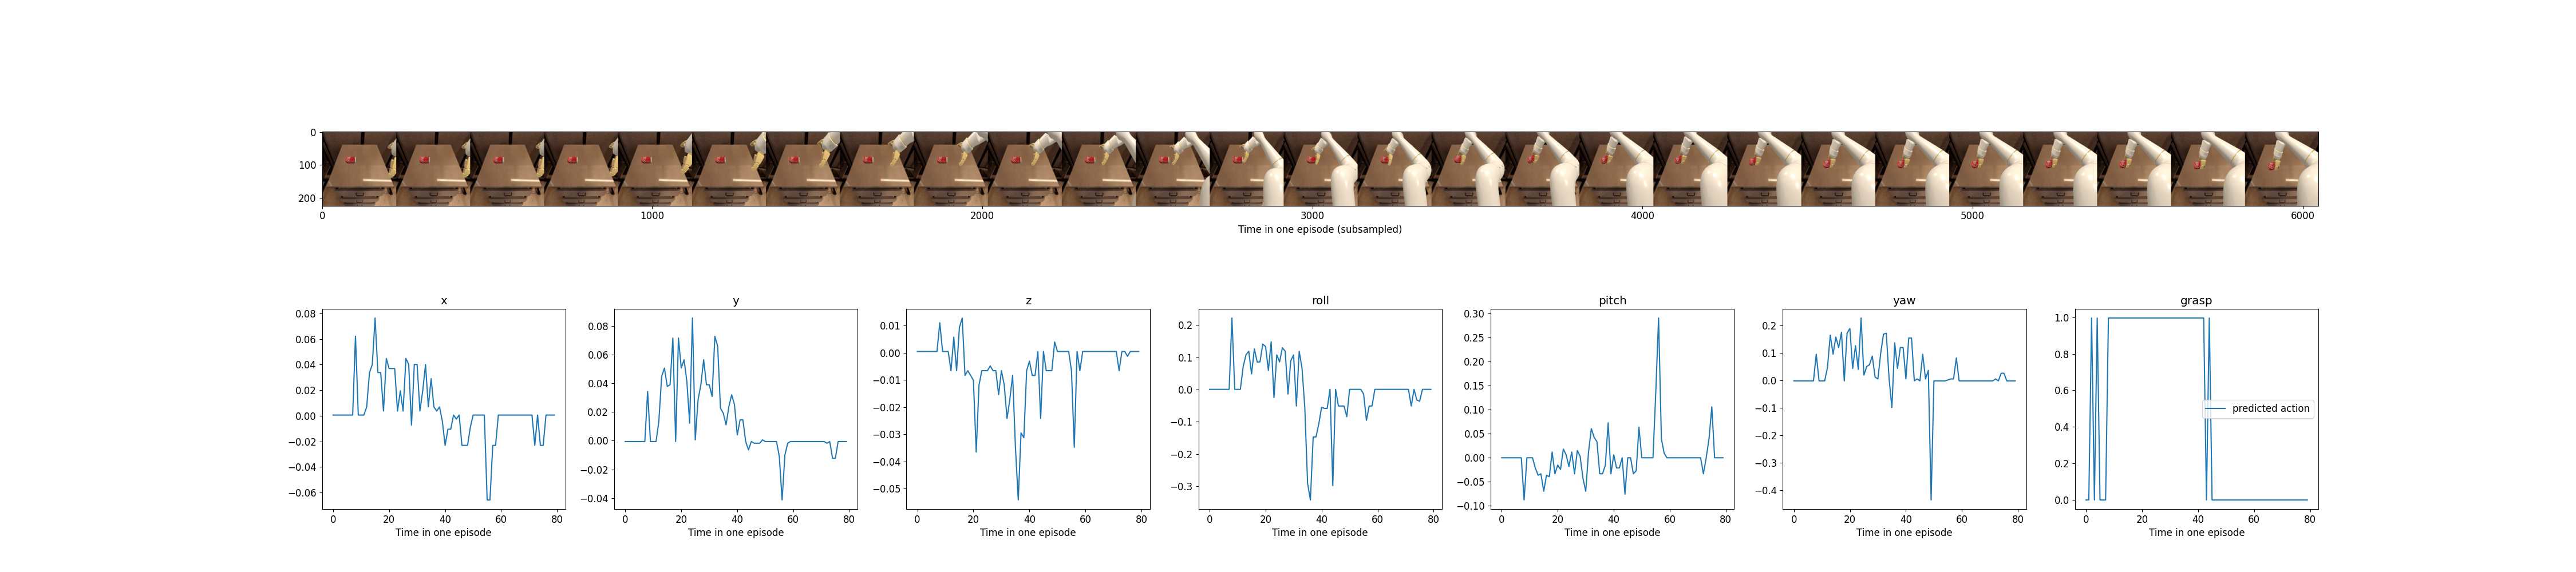 0
100
200
0 1000 2000 3000 4000 5000 6000
Time in one episode (subsampled)
x
0.08
0.06
0.04
0.02
0.00
−0.02
−0.04
−0.06
0 20 40 60 80
Time in one episode
y
0.08
0.06
0.04
0.02
0.00
−0.02
−0.04
0 20 40 60 80
Time in one episode
z
0.01
0.00
−0.01
−0.02
−0.03
−0.04
−0.05
0 20 40 60 80
Time in one episode
roll
0.2
0.1
0.0
−0.1
−0.2
−0.3
0 20 40 60 80
Time in one episode
pitch
0.30
0.25
0.20
0.15
0.10
0.05
0.00
−0.05
−0.10
0 20 40 60 80
Time in one episode
yaw
0.2
0.1
0.0
−0.1
−0.2
−0.3
−0.4
0 20 40 60 80
Time in one episode
grasp
1.0
0.8
0.6
0.4
0.2
0.0
predicted action
0 20 40 60 80
Time in one episode